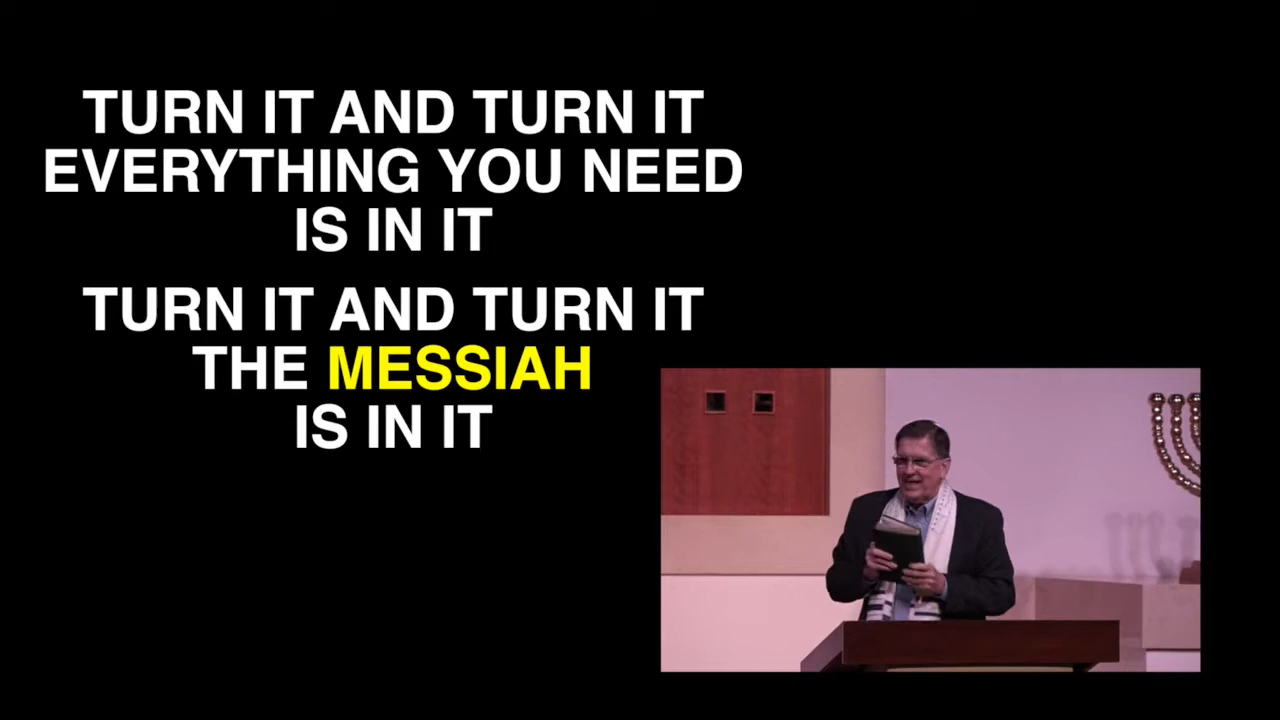 TURN IT AND TURN IT
EVERYTHING YOU NEED
IS IN IT
TURN IT AND TURN IT
THE MESSIAH
IS IN IT